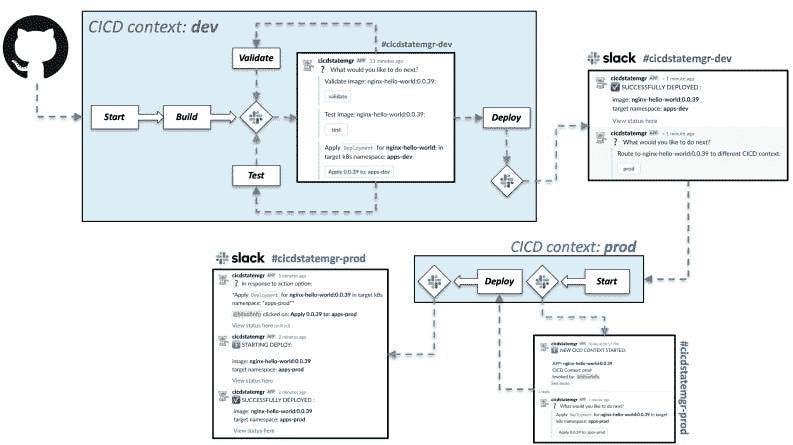 CICD context: dev
#cicdstatemgr-dev
Validate
Start
Build
Test
cicdstatemgr APP 13 minutes ago
? What would you like to do next?
Validate image: nginx-hello-world:0.0.39:
validate
Test image: nginx-hello-world:0.0.39:
test
Apply Deployment for nginx-hello-world: in
target k8s namespace: apps-dev
Apply 0.0.39 to: apps-dev
Deploy
slack #cicdstatemgr-dev
cicdstatemgr APP < 1 minute ago
SUCCESSFULLY DEPLOYED :
image: nginx-hello-world:0.0.39
target namespace: apps-dev
View status here
cicdstatemgr APP < 1 minute ago
? What would you like to do next?
Route to nginx-hello-world:0.0.39 to different CICD context:
prod
CICD context: prod
Deploy
Start
slack #cicdstatemgr-prod
cicdstatemgr APP 5 minutes ago
? In response to action option:
"Apply Deployment for nginx-hello-world:0.0.39 in target k8s
namespace: "apps-prod""
clicked on: Apply 0.0.39 to: apps-prod
View status here (edited)
cicdstatemgr APP 2 minutes ago
STARTING DEPLOY:
image: nginx-hello-world:0.0.39
target namespace: apps-prod
View status here
cicdstatemgr APP 2 minutes ago
SUCCESSFULLY DEPLOYED :
image: nginx-hello-world:0.0.39
target namespace: apps-prod
View status here
#cicdstatemgr-prod
cicdstatemgr APP
NEW CICD CONTEXT STARTED:
APP: nginx-hello-world:0.0.39
CICD Context: prod
Invoked by:
See more
cicdstatemgr APP 1 minute ago
? What would you like to do next?
Apply Deployment for nginx-hello-world:0.0.39 in target
k8s namespace: apps-prod
Apply 0.0.39 to: apps-prod